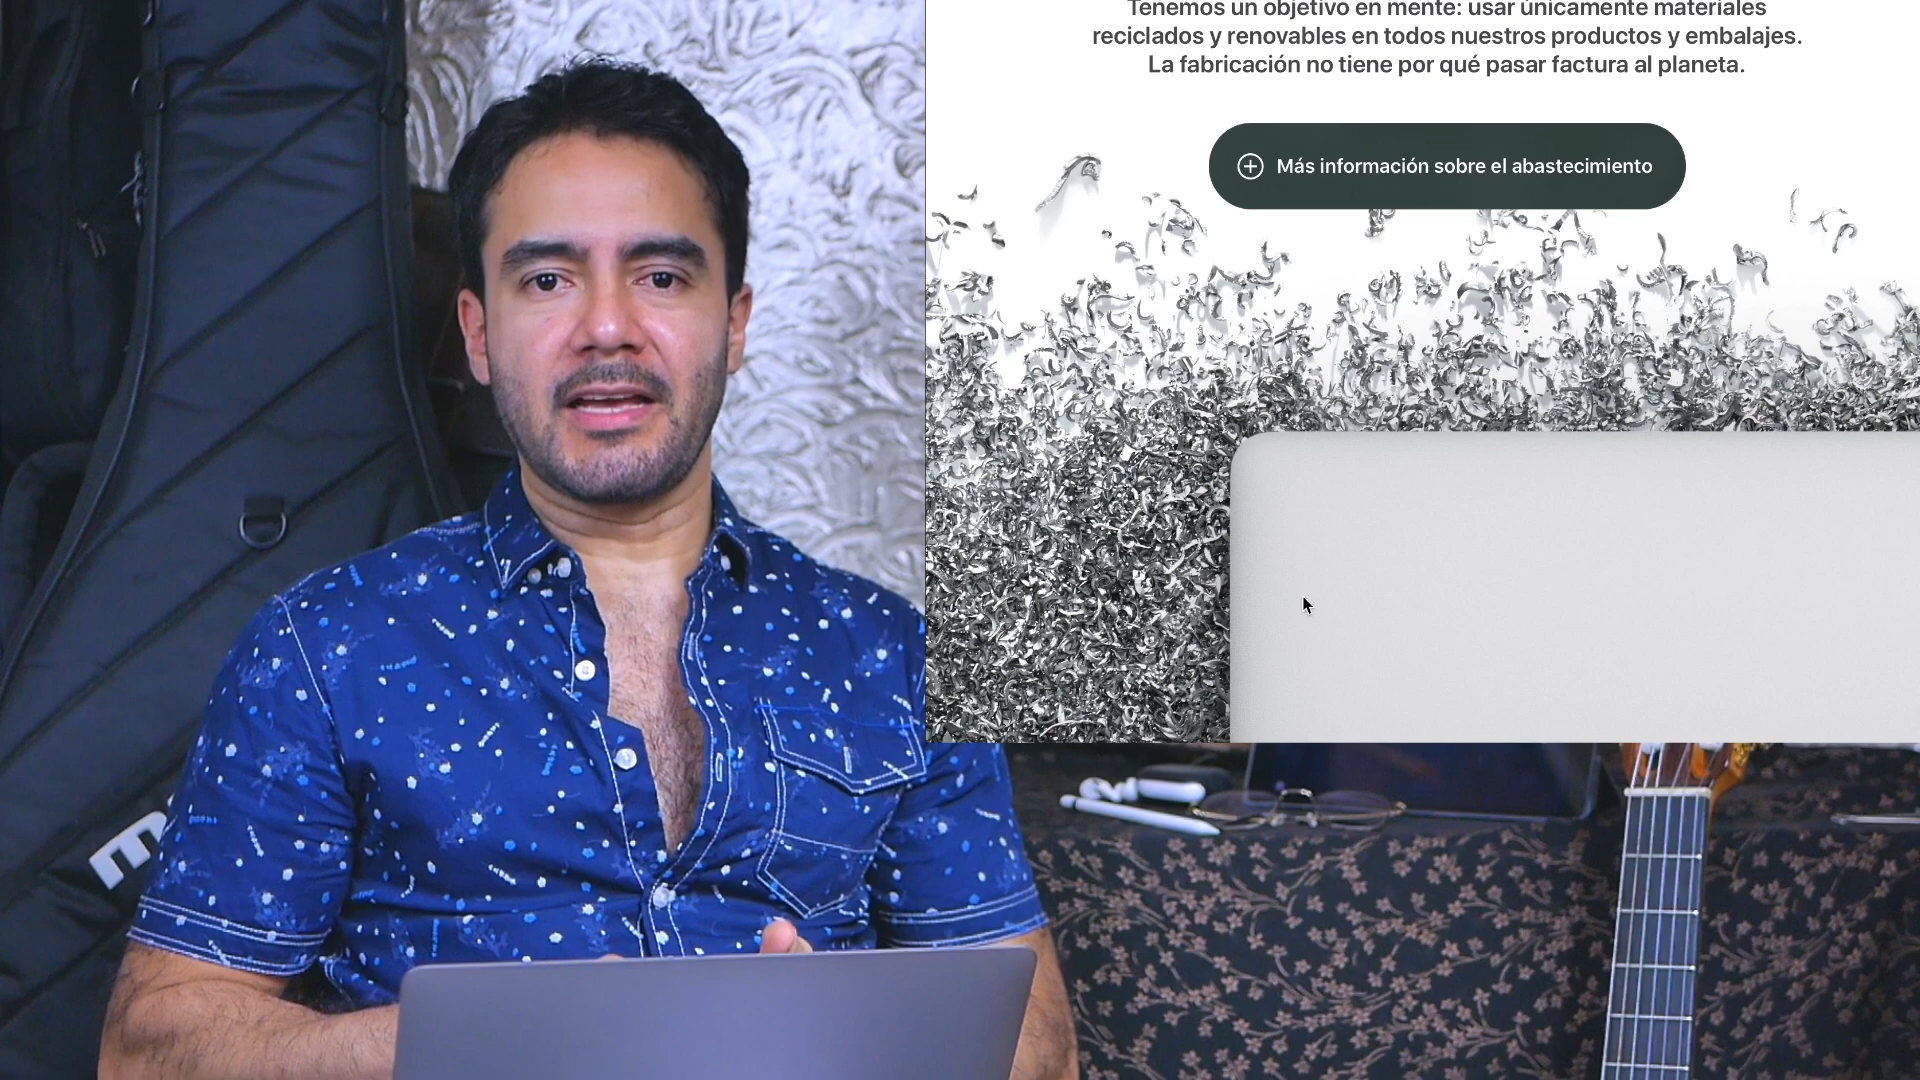 Tenemos un objetivo en mente: usar únicamente materiales
reciclados y renovables en todos nuestros productos y embalajes.
La fabricación no tiene por qué pasar factura al planeta.
Más información sobre el abastecimiento